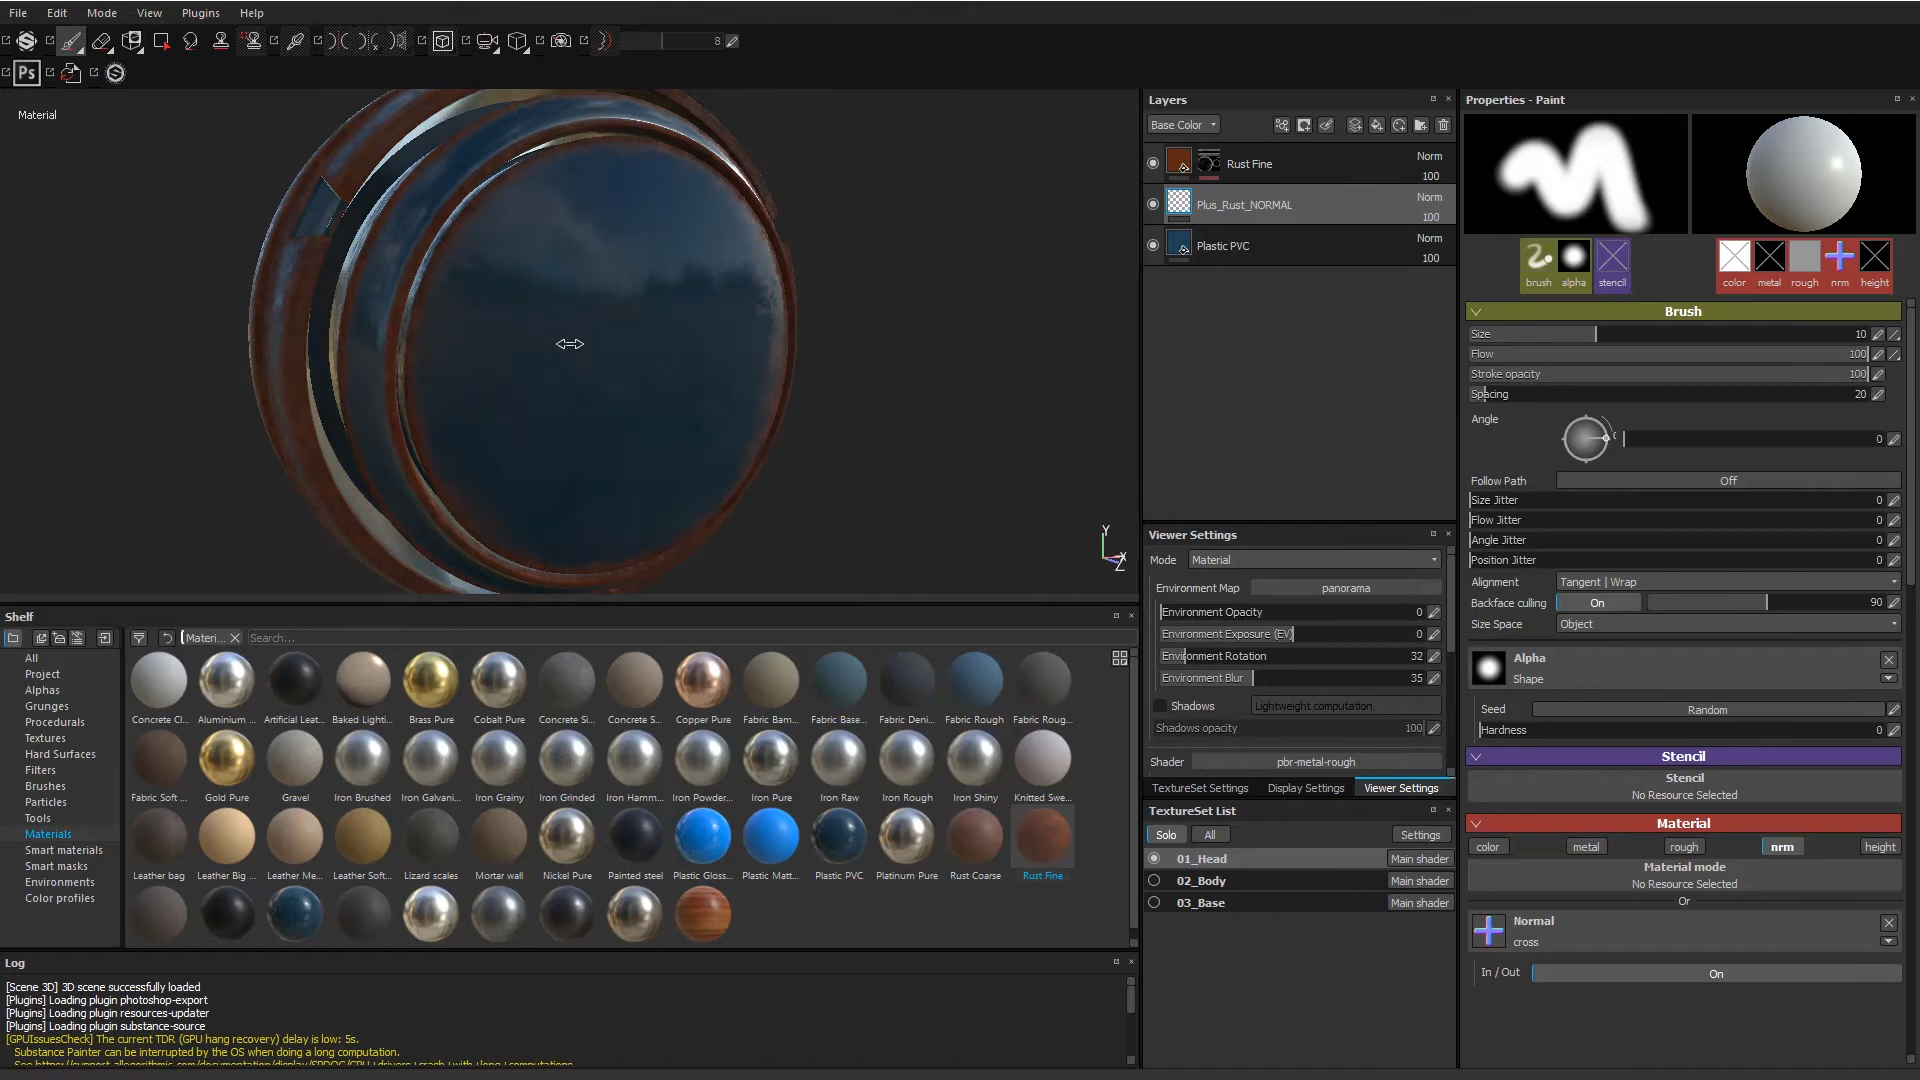 File Edit Mode View Plugins Help
8
Ps
Material
Y
X
Z
Layers
Base Color
Rust Fine Norm 100
Plus_Rust_NORMAL Norm 100
Plastic PVC Norm 100
Viewer Settings
Mode Material
Environment Map panorama
Environment Opacity 0
Environment Exposure (EV) 0
Environment Rotation 32
Environment Blur 35
Shadows Lightweight computation
Shadows opacity 100
Shader pbr-metal-rough
TextureSet Settings Display Settings Viewer Settings
TextureSet List
Solo All Settings
01_Head Main shader
02_Body Main shader
03_Base Main shader
Properties - Paint
brush alpha stencil color metal rough nrm height
Brush
Size 10
Flow 100
Stroke opacity 100
Spacing 20
Angle 0
Follow Path Off
Size Jitter 0
Flow Jitter 0
Angle Jitter 0
Position Jitter 0
Alignment Tangent | Wrap
Backface culling On 90
Size Space Object
Alpha
Shape
Seed Random
Hardness 0
Stencil
Stencil
No Resource Selected
Material
color metal rough nrm height
Material mode
No Resource Selected
Or
Normal
cross
In / Out On
Shelf
Materi... Search...
All
Project
Alphas
Grunges
Procedurals
Textures
Hard Surfaces
Filters
Brushes
Particles
Tools
Materials
Smart materials
Smart masks
Environments
Color profiles
Concrete Cl... Aluminium ... Artificial Leat... Baked Lighti... Brass Pure Cobalt Pure Concrete Si... Concrete S... Copper Pure Fabric Bam... Fabric Base... Fabric Deni... Fabric Rough Fabric Roug...
Fabric Soft ... Gold Pure Gravel Iron Brushed Iron Galvani... Iron Grainy Iron Grinded Iron Hamm... Iron Powder... Iron Pure Iron Raw Iron Rough Iron Shiny Knitted Swe...
Leather bag Leather Big ... Leather Me... Leather Soft... Lizard scales Mortar wall Nickel Pure Painted steel Plastic Gloss... Plastic Matt... Plastic PVC Platinum Pure Rust Coarse Rust Fine
Log
[Scene 3D] 3D scene successfully loaded
[Plugins] Loading plugin photoshop-export
[Plugins] Loading plugin resources-updater
[Plugins] Loading plugin substance-source
[GPUIssuesCheck] The current TDR (GPU hang recovery) delay is low: 5s.
Substance Painter can be interrupted by the OS when doing a long computation.